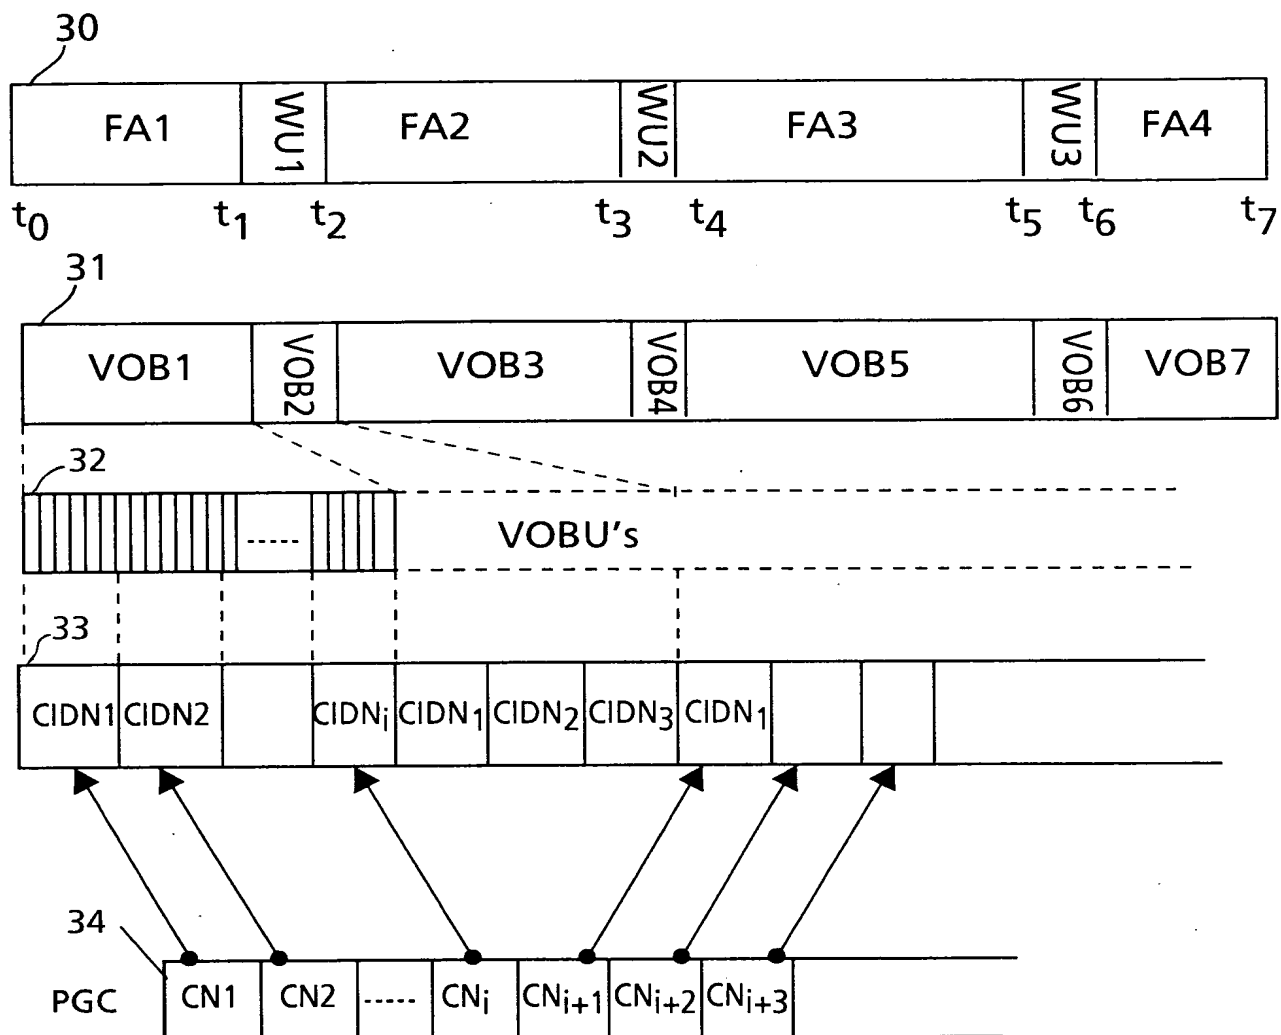 30
FA1 WU1 FA2 WU2 FA3 WU3 FA4
t0 t1 t2 t3 t4 t5 t6 t7
31
VOB1 VOB2 VOB3 VOB4 VOB5 VOB6 VOB7
32
----- VOBU's
33
CIDN1 CIDN2 CIDNi CIDN1 CIDN2 CIDN3 CIDN1
34
PGC CN1 CN2 ----- CNi CNi+1 CNi+2 CNi+3